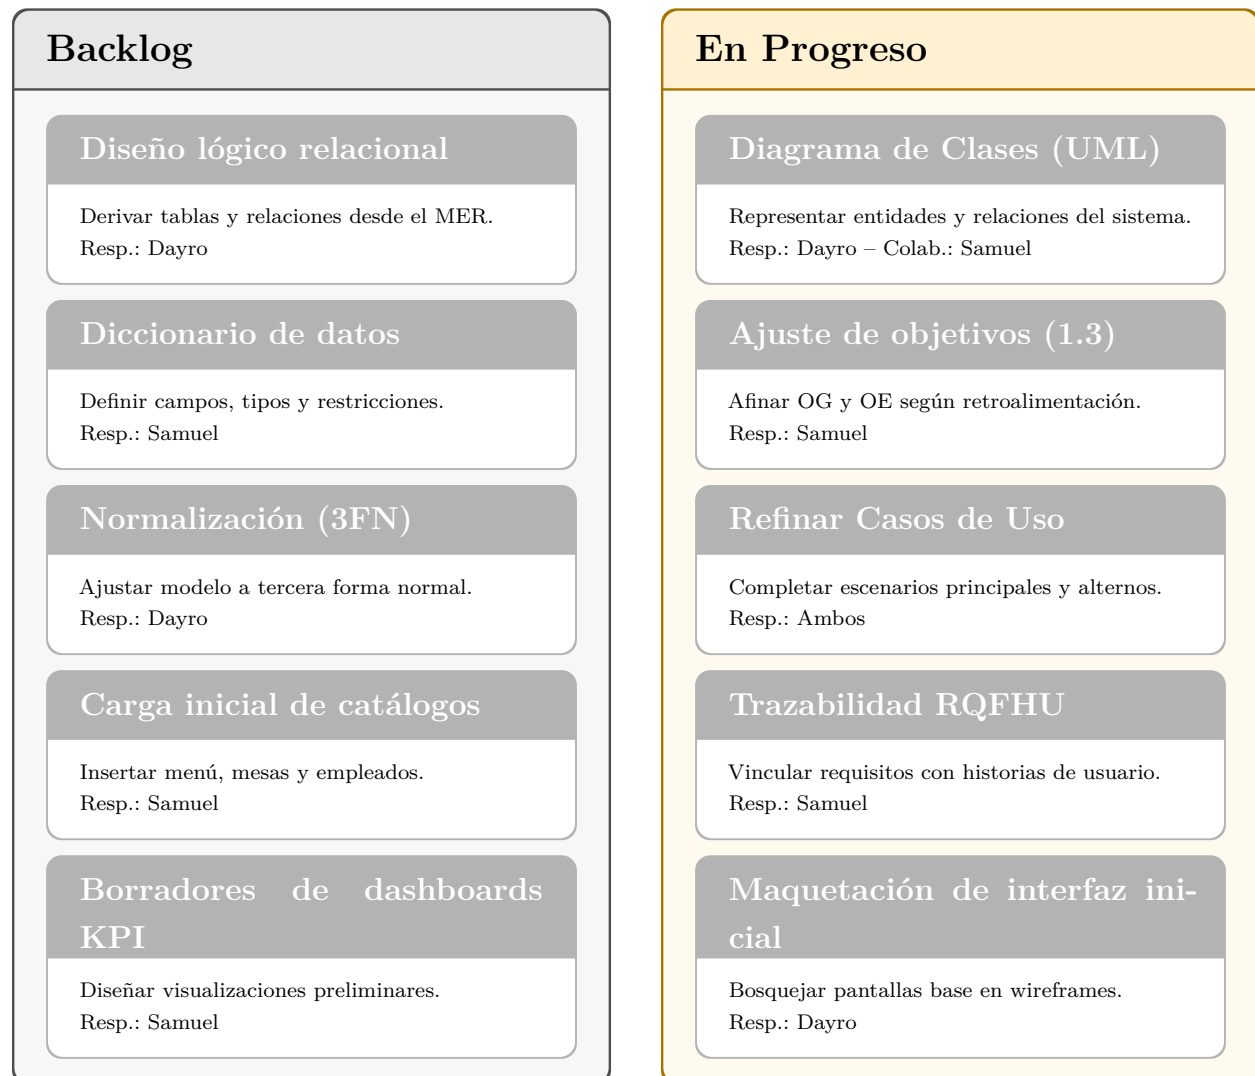 Backlog
Diseño lógico relacional
Derivar tablas y relaciones desde el MER.
Resp.: Dayro
Diccionario de datos
Definir campos, tipos y restricciones.
Resp.: Samuel
Normalización (3FN)
Ajustar modelo a tercera forma normal.
Resp.: Dayro
Carga inicial de catálogos
Insertar menú, mesas y empleados.
Resp.: Samuel
Borradores de dashboards
KPI
Diseñar visualizaciones preliminares.
Resp.: Samuel
En Progreso
Diagrama de Clases (UML)
Representar entidades y relaciones del sistema.
Resp.: Dayro – Colab.: Samuel
Ajuste de objetivos (1.3)
Afinar OG y OE según retroalimentación.
Resp.: Samuel
Refinar Casos de Uso
Completar escenarios principales y alternos.
Resp.: Ambos
Trazabilidad RQFHU
Vincular requisitos con historias de usuario.
Resp.: Samuel
Maquetación de interfaz ini-
cial
Bosquejar pantallas base en wireframes.
Resp.: Dayro